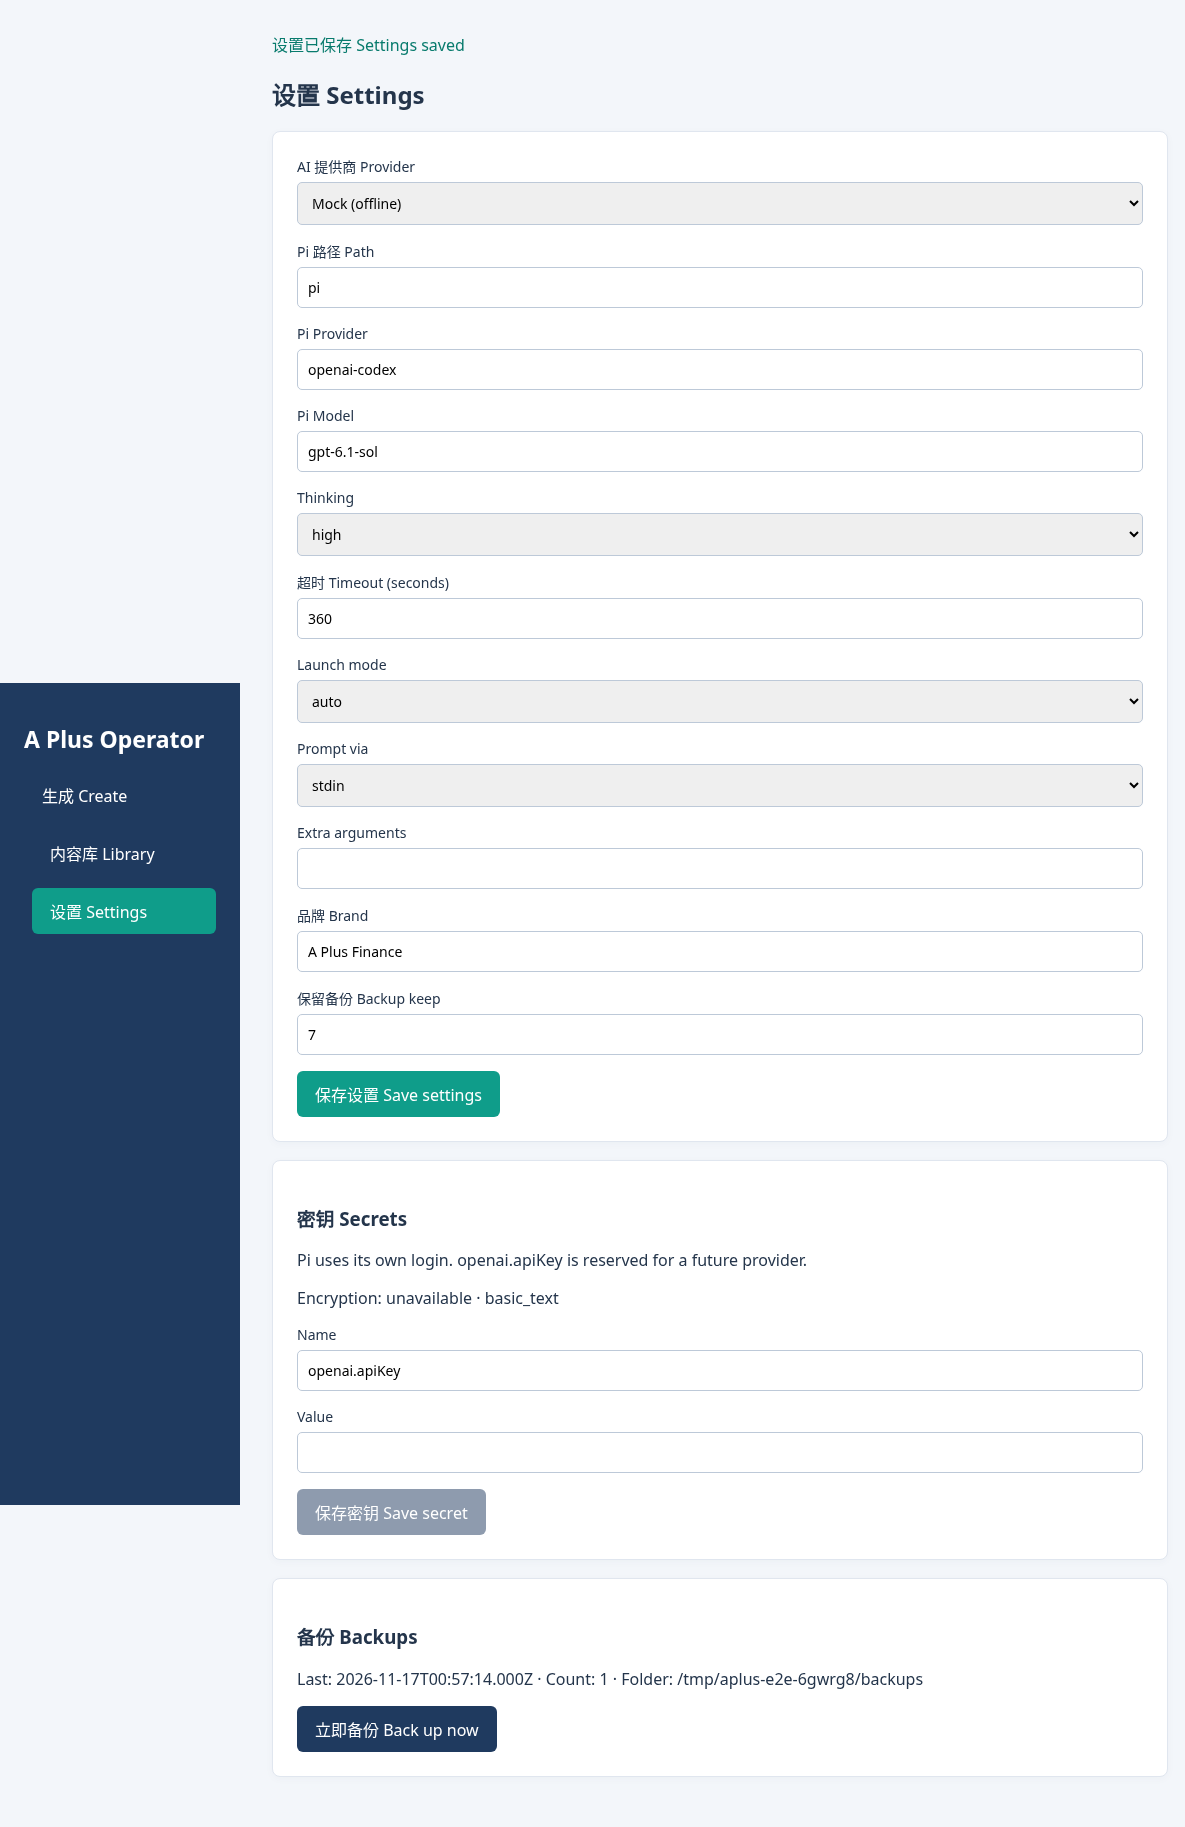 设置已保存 Settings saved
设置 Settings
AI 提供商 Provider
Mock (offline)
Pi 路径 Path
pi
Pi Provider
openai-codex
Pi Model
gpt-6.1-sol
Thinking
high
超时 Timeout (seconds)
360
Launch mode
auto
Prompt via
stdin
Extra arguments
品牌 Brand
A Plus Finance
保留备份 Backup keep
7
保存设置 Save settings
A Plus Operator
生成 Create
内容库 Library
设置 Settings
密钥 Secrets
Pi uses its own login. openai.apiKey is reserved for a future provider.
Encryption: unavailable · basic_text
Name
openai.apiKey
Value
保存密钥 Save secret
备份 Backups
Last: 2026-11-17T00:57:14.000Z · Count: 1 · Folder: /tmp/aplus-e2e-6gwrg8/backups
立即备份 Back up now